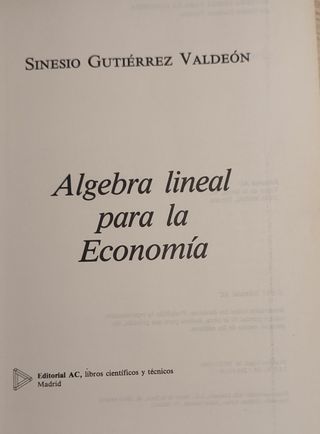 SINESIO GUTIÉRREZ VALDEÓN
Algebra lineal
para la
Economía
Editorial AC, libros científicos y técnicos
Madrid